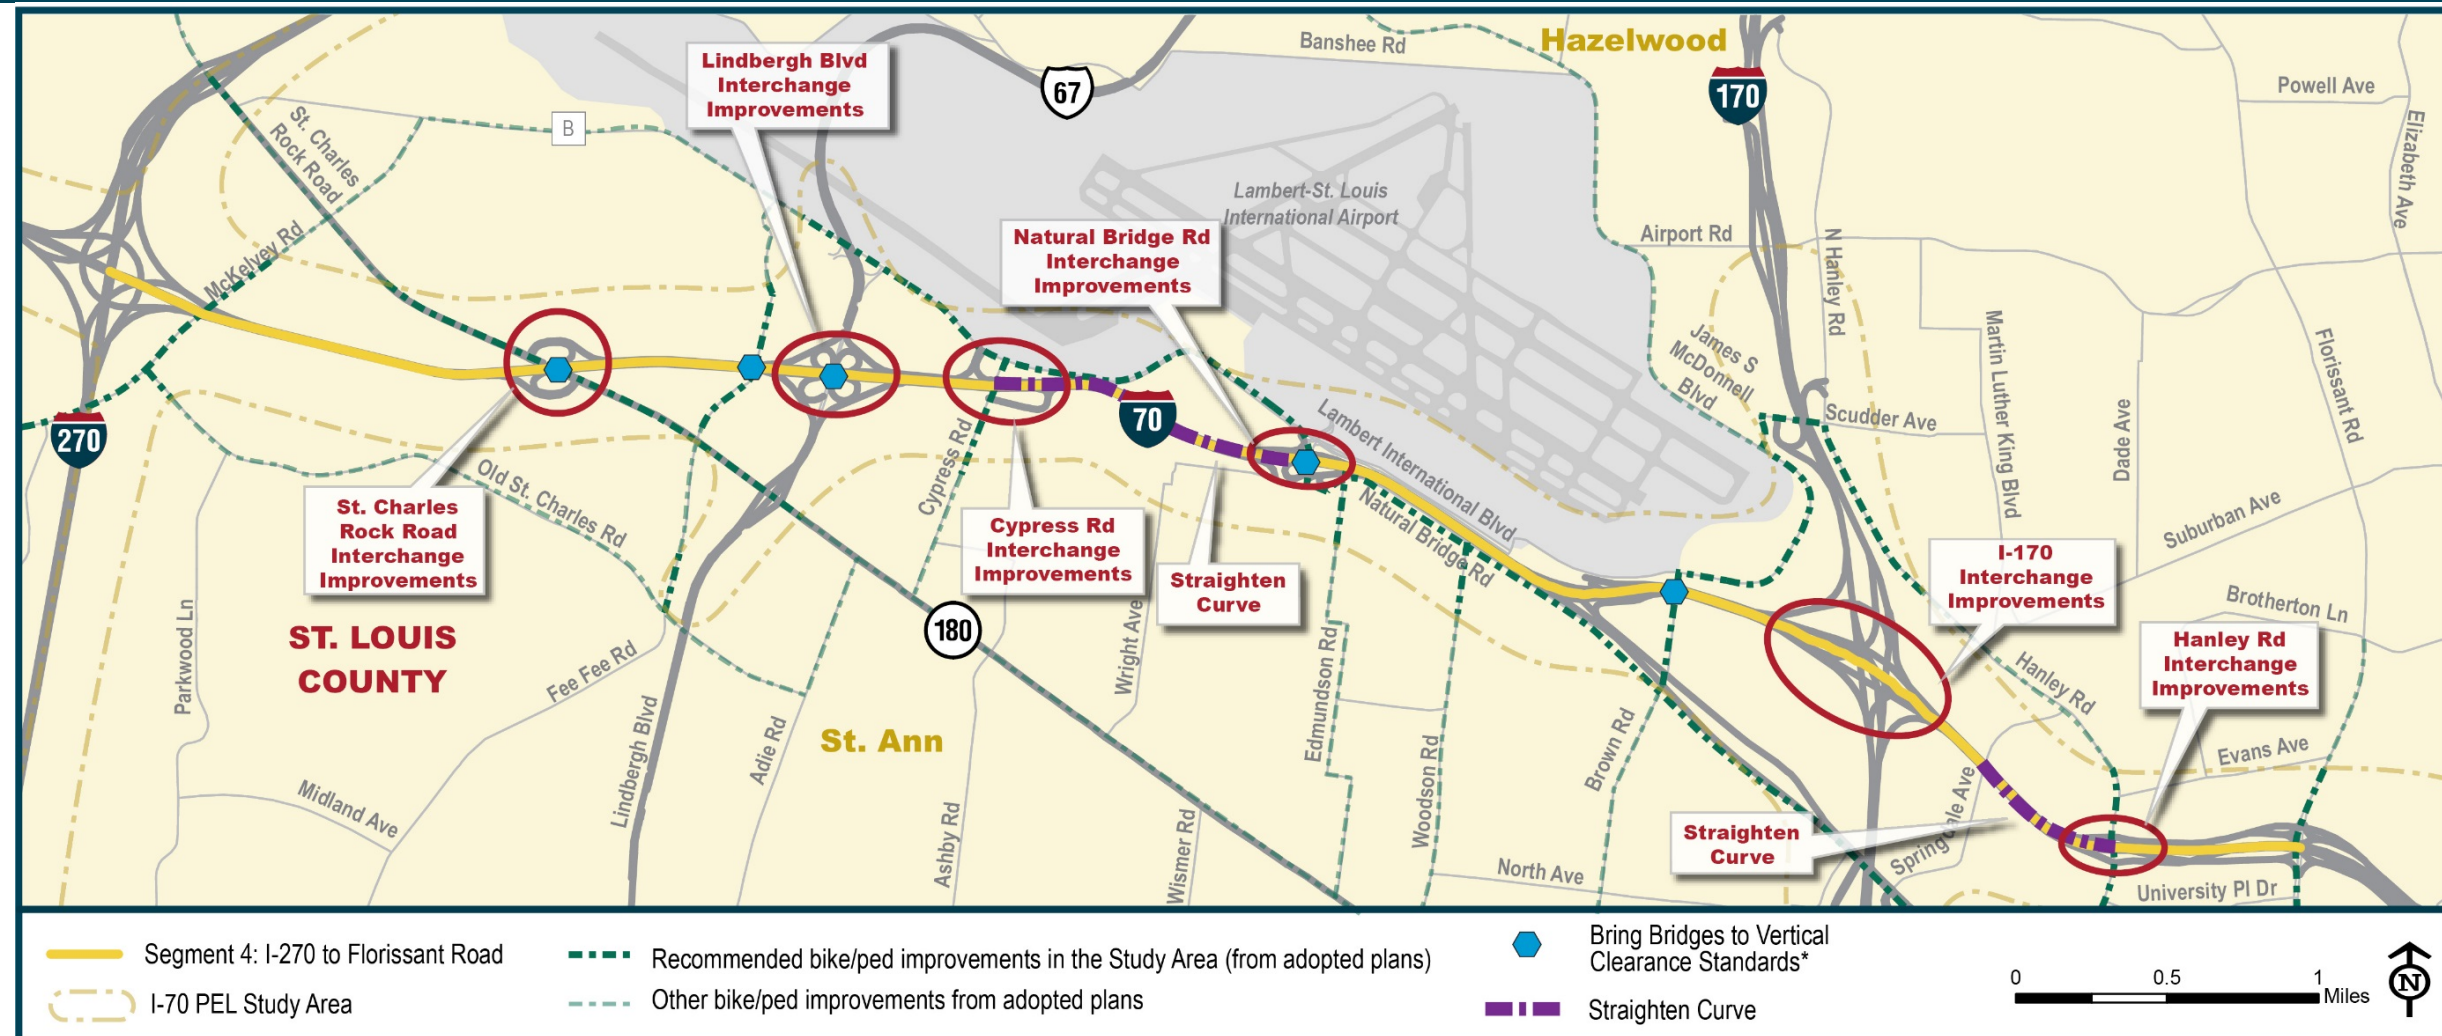 Banshee Rd
Hazelwood
67
170
Powell Ave
Elizabeth Ave
Lindbergh Blvd
Interchange
Improvements
B
St. Charles
Rock Road
Lambert-St. Louis
International Airport
McKelvey Rd
Natural Bridge Rd
Interchange
Improvements
Airport Rd
N Hanley Rd
Martin Luther King Blvd
Florissant Rd
James S
McDonnell
Blvd
Dade Ave
Scudder Ave
270
70
Cypress Rd
Lambert International Blvd
Old St. Charles Rd
Natural Bridge Rd
Suburban Ave
St. Charles
Rock Road
Interchange
Improvements
Cypress Rd
Interchange
Improvements
Straighten
Curve
I-170
Interchange
Improvements
Brotherton Ln
Parkwood Ln
ST. LOUIS
COUNTY
180
Wright Ave
Edmundson Rd
Hanley Rd
Hanley Rd
Interchange
Improvements
Fee Fee Rd
Lindbergh Blvd
Adie Rd
St. Ann
Woodson Rd
Brown Rd
Evans Ave
Midland Ave
Ashby Rd
Wismer Rd
North Ave
Straighten
Curve
Springdale Ave
University Pl Dr
Segment 4: I-270 to Florissant Road
I-70 PEL Study Area
Recommended bike/ped improvements in the Study Area (from adopted plans)
Other bike/ped improvements from adopted plans
Bring Bridges to Vertical
Clearance Standards*
Straighten Curve
0 0.5 1
Miles
N